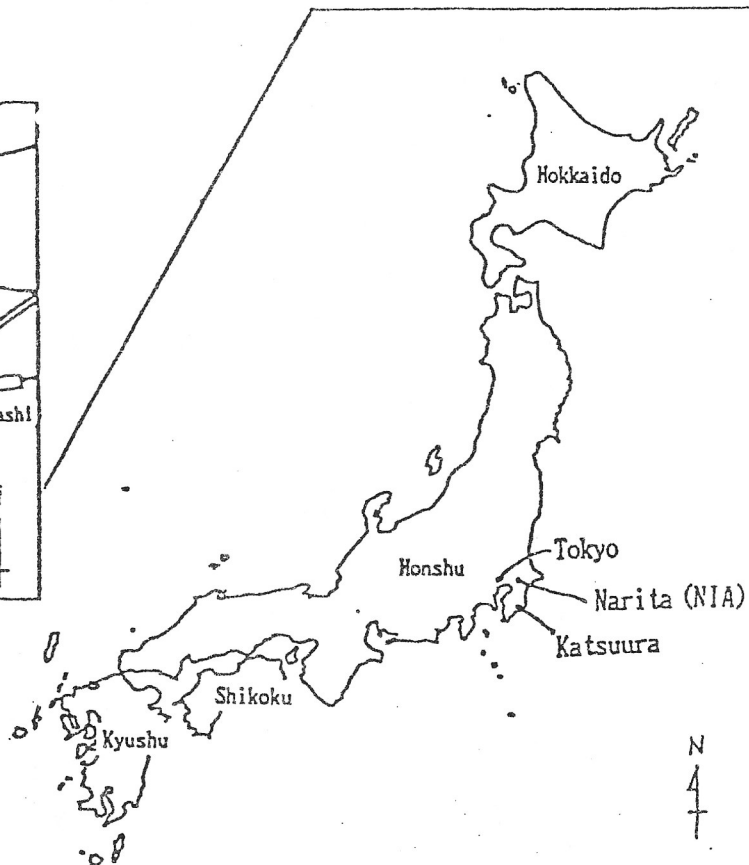 Hokkaido
ashi
Tokyo
Honshu
Narita (NIA)
Katsuura
Shikoku
Kyushu
N